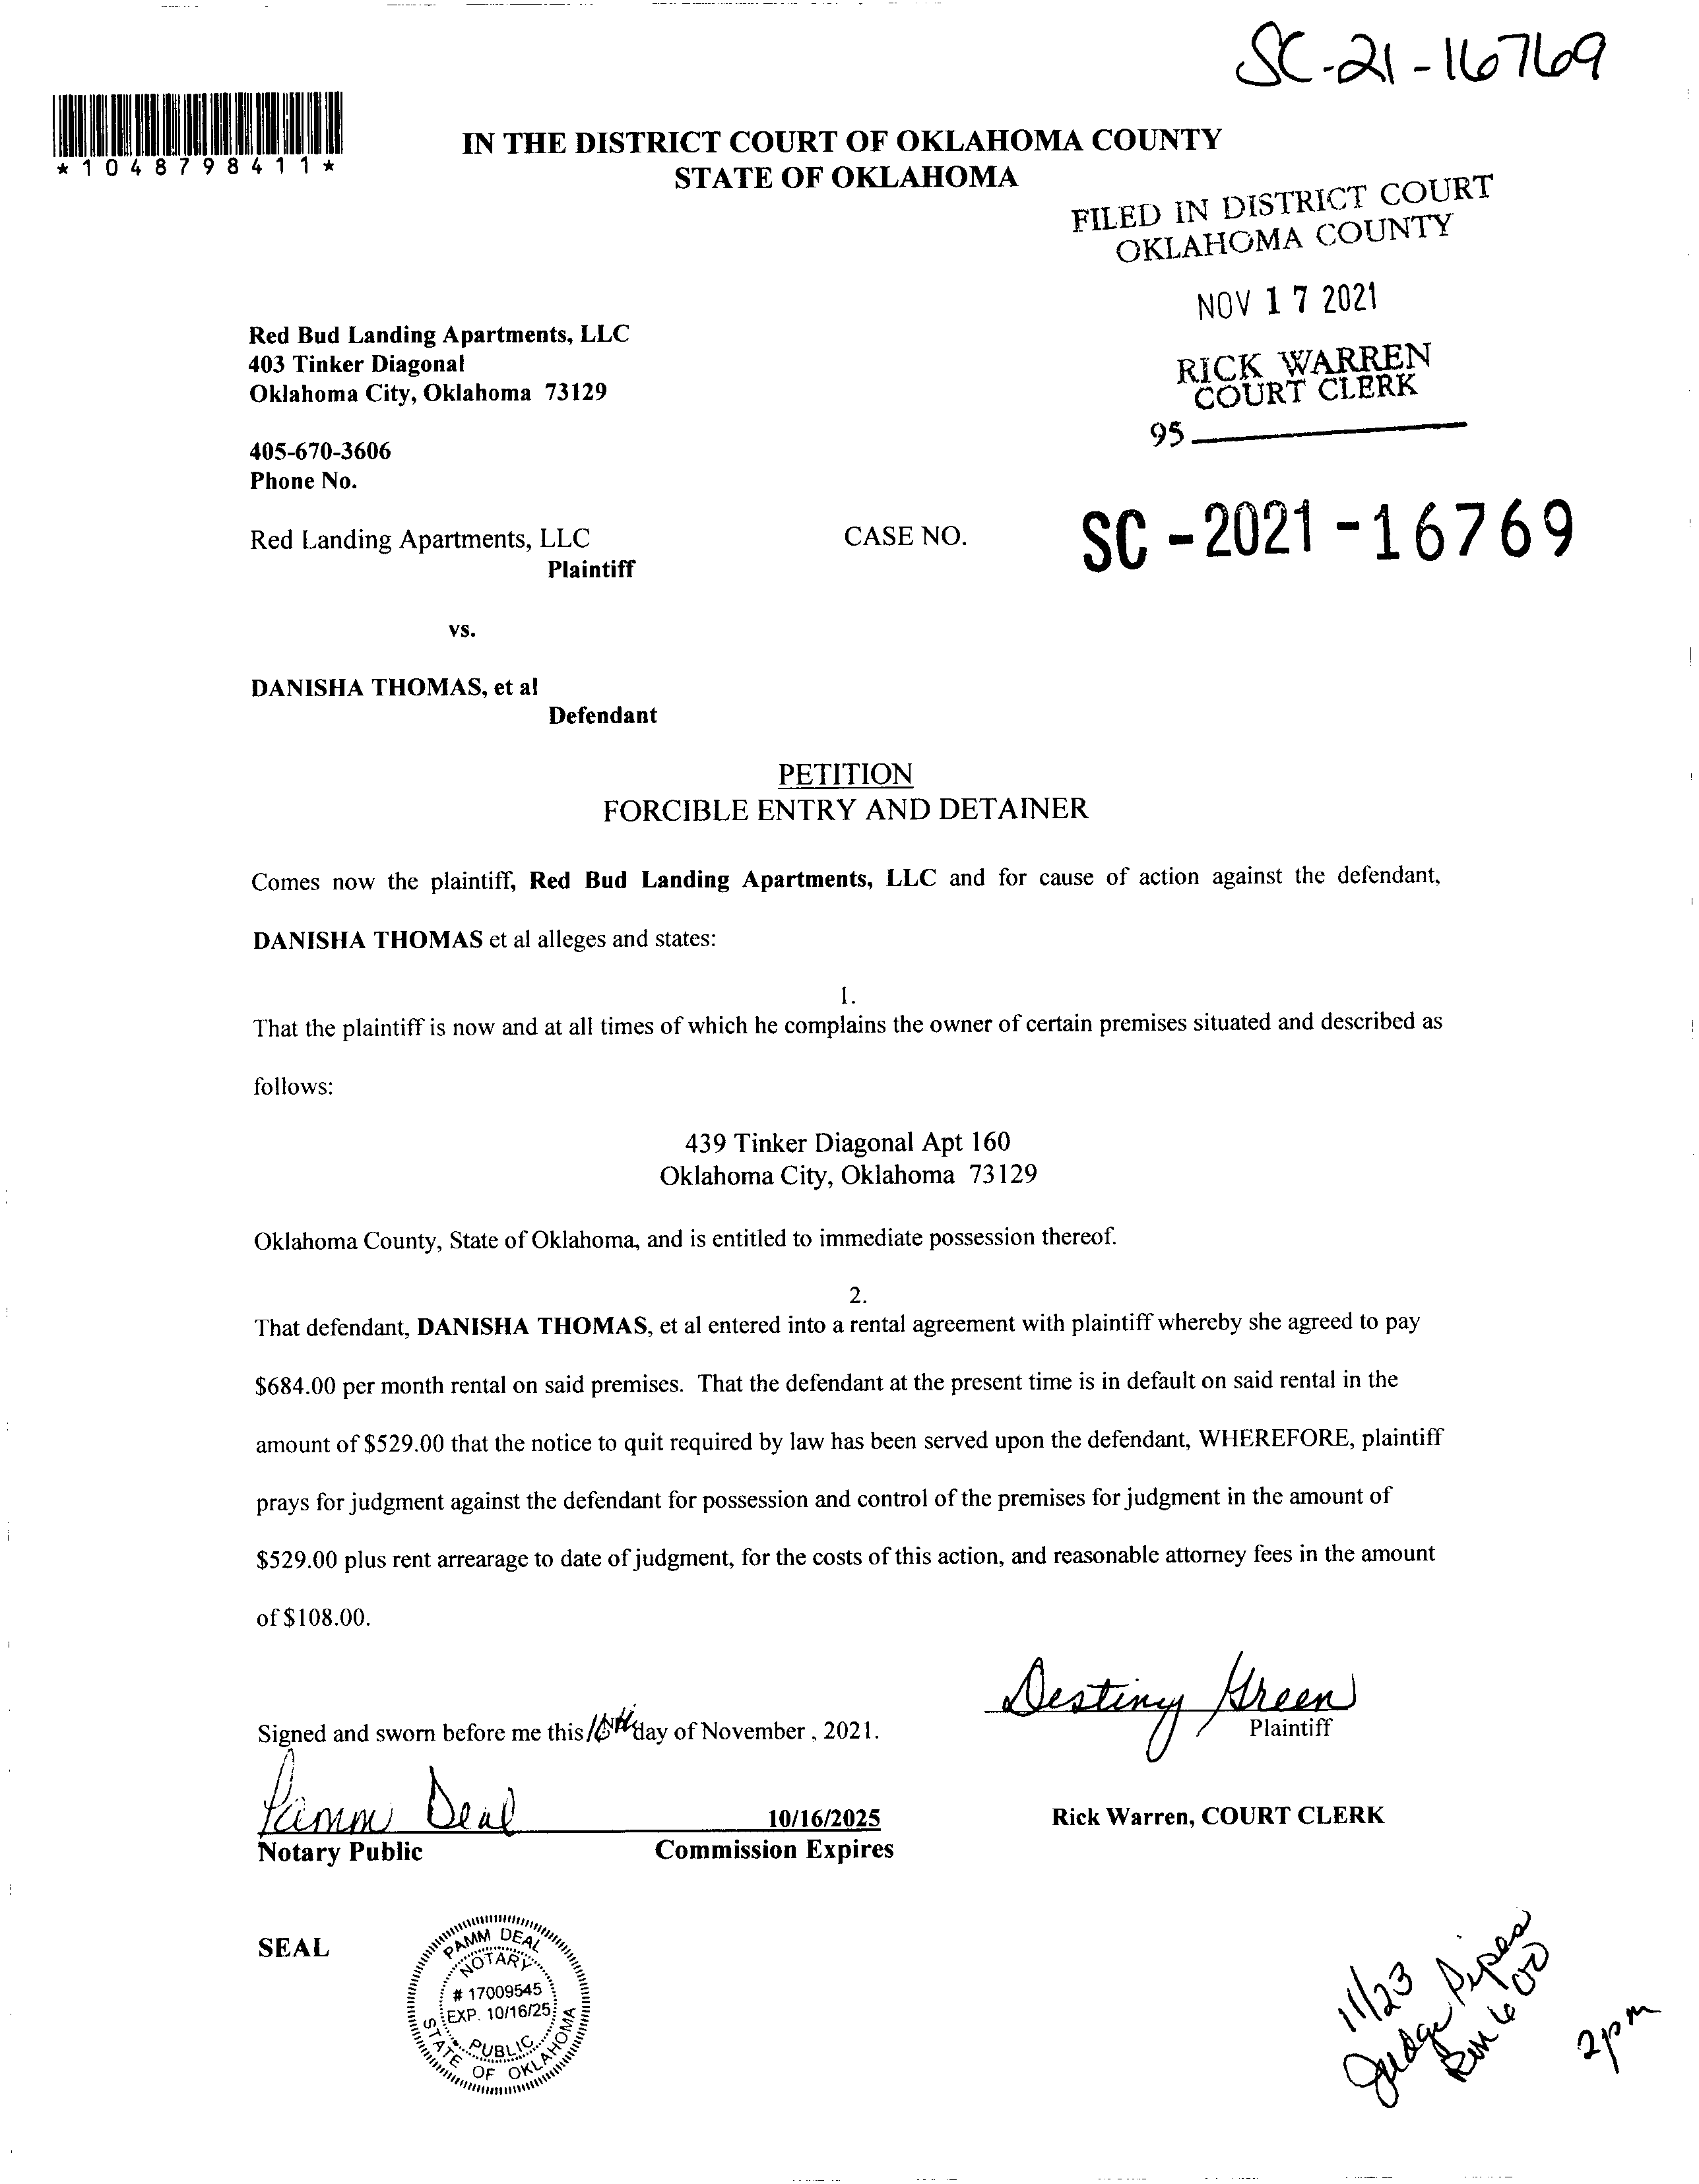 SC-21-16769
*1048798411*
IN THE DISTRICT COURT OF OKLAHOMA COUNTY
STATE OF OKLAHOMA
FILED IN DISTRICT COURT
OKLAHOMA COUNTY
NOV 17 2021
RICK WARREN
COURT CLERK
95
Red Bud Landing Apartments, LLC
403 Tinker Diagonal
Oklahoma City, Oklahoma 73129
405-670-3606
Phone No.
Red Landing Apartments, LLC
Plaintiff
CASE NO. SC-2021-16769
vs.
DANISHA THOMAS, et al
Defendant
PETITION
FORCIBLE ENTRY AND DETAINER
Comes now the plaintiff, Red Bud Landing Apartments, LLC and for cause of action against the defendant,
DANISHA THOMAS et al alleges and states:
1.
That the plaintiff is now and at all times of which he complains the owner of certain premises situated and described as
follows:
439 Tinker Diagonal Apt 160
Oklahoma City, Oklahoma 73129
Oklahoma County, State of Oklahoma, and is entitled to immediate possession thereof.
2.
That defendant, DANISHA THOMAS, et al entered into a rental agreement with plaintiff whereby she agreed to pay
$684.00 per month rental on said premises. That the defendant at the present time is in default on said rental in the
amount of $529.00 that the notice to quit required by law has been served upon the defendant, WHEREFORE, plaintiff
prays for judgment against the defendant for possession and control of the premises for judgment in the amount of
$529.00 plus rent arrearage to date of judgment, for the costs of this action, and reasonable attorney fees in the amount
of $108.00.
Destiny Green
Plaintiff
Signed and sworn before me this day of November , 2021.
Pamm Deal
Notary Public
10/16/2025
Commission Expires
Rick Warren, COURT CLERK
SEAL
PAMM DEAL
NOTARY
# 17009545
EXP. 10/16/25
PUBLIC
STATE OF OKLAHOMA
11/23
Judge Pipes
Rm 600
2pm